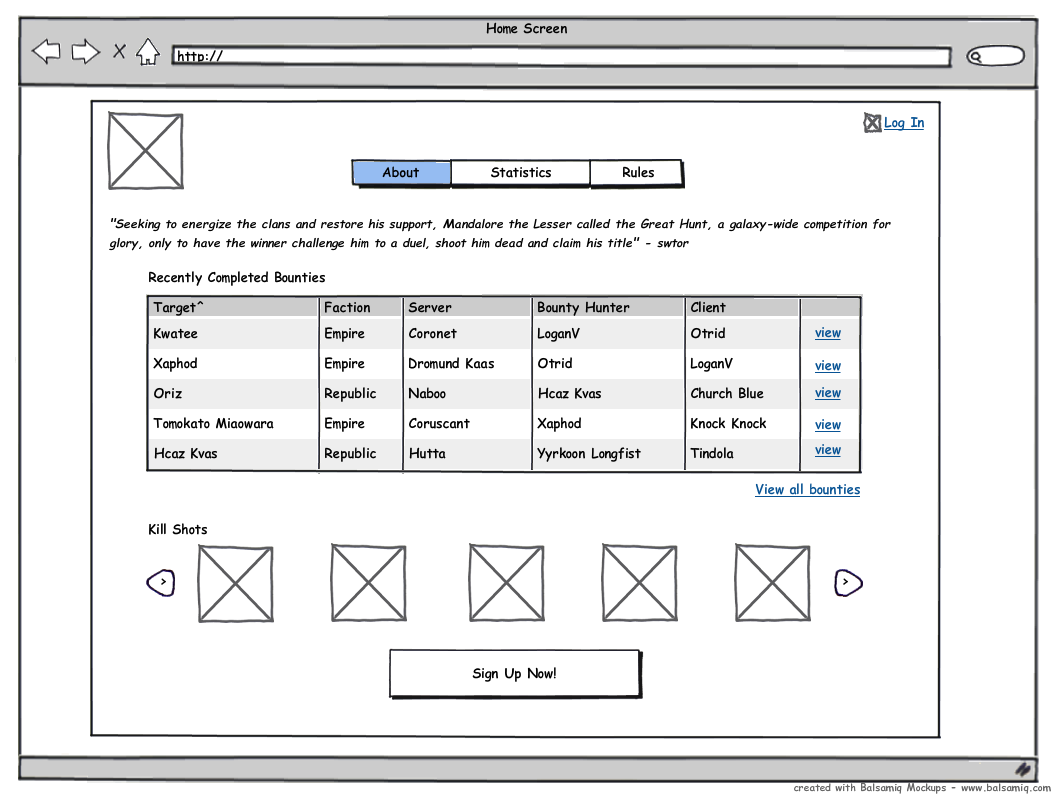 Home Screen
http://
Log In
About Statistics Rules
"Seeking to energize the clans and restore his support, Mandalore the Lesser called the Great Hunt, a galaxy-wide competition for
glory, only to have the winner challenge him to a duel, shoot him dead and claim his title" - swtor
Recently Completed Bounties
Target^ Faction Server Bounty Hunter Client
Kwatee Empire Coronet LoganV Otrid view
Xaphod Empire Dromund Kaas Otrid LoganV view
Oriz Republic Naboo Hcaz Kvas Church Blue view
Tomokato Miaowara Empire Coruscant Xaphod Knock Knock view
Hcaz Kvas Republic Hutta Yyrkoon Longfist Tindola view
View all bounties
Kill Shots
> >
Sign Up Now!
created with Balsamiq Mockups - www.balsamiq.com